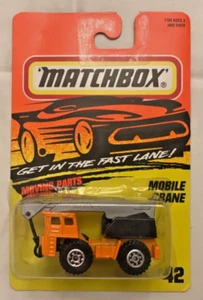 MATCHBOX
GET IN THE FAST LANE!
MOVING PARTS
MOBILE
CRANE
42